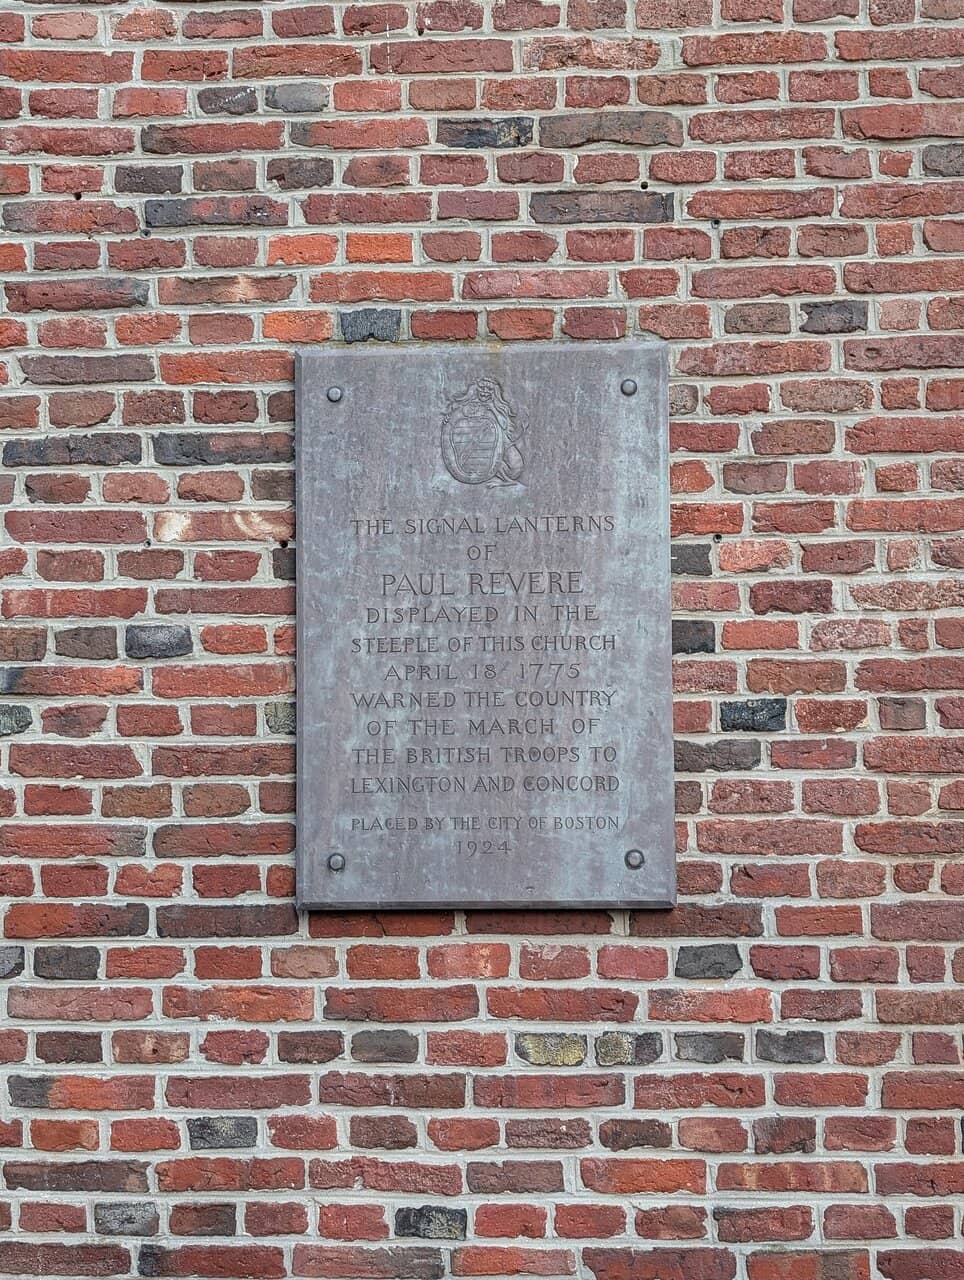 THE SIGNAL LANTERNS
OF
PAUL REVERE
DISPLAYED IN THE
STEEPLE OF THIS CHURCH
APRIL 18 1775
WARNED THE COUNTRY
OF THE MARCH OF
THE BRITISH TROOPS TO
LEXINGTON AND CONCORD
PLACED BY THE CITY OF BOSTON
1924